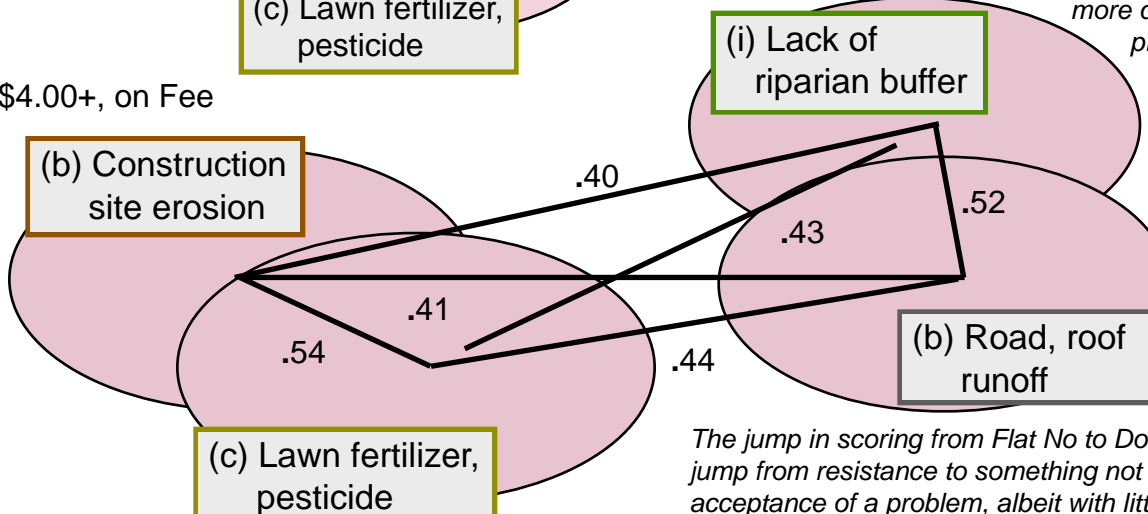 (c) Lawn fertilizer,
pesticide
more
(i) Lack of
riparian buffer
$4.00+, on Fee
(b) Construction
site erosion
.40
.52
.43
.41
.54
.44
(b) Road, roof
runoff
The jump in scoring from Flat No to
jump from resistance to something not
acceptance of a problem, albeit with
(c) Lawn fertilizer,
pesticide